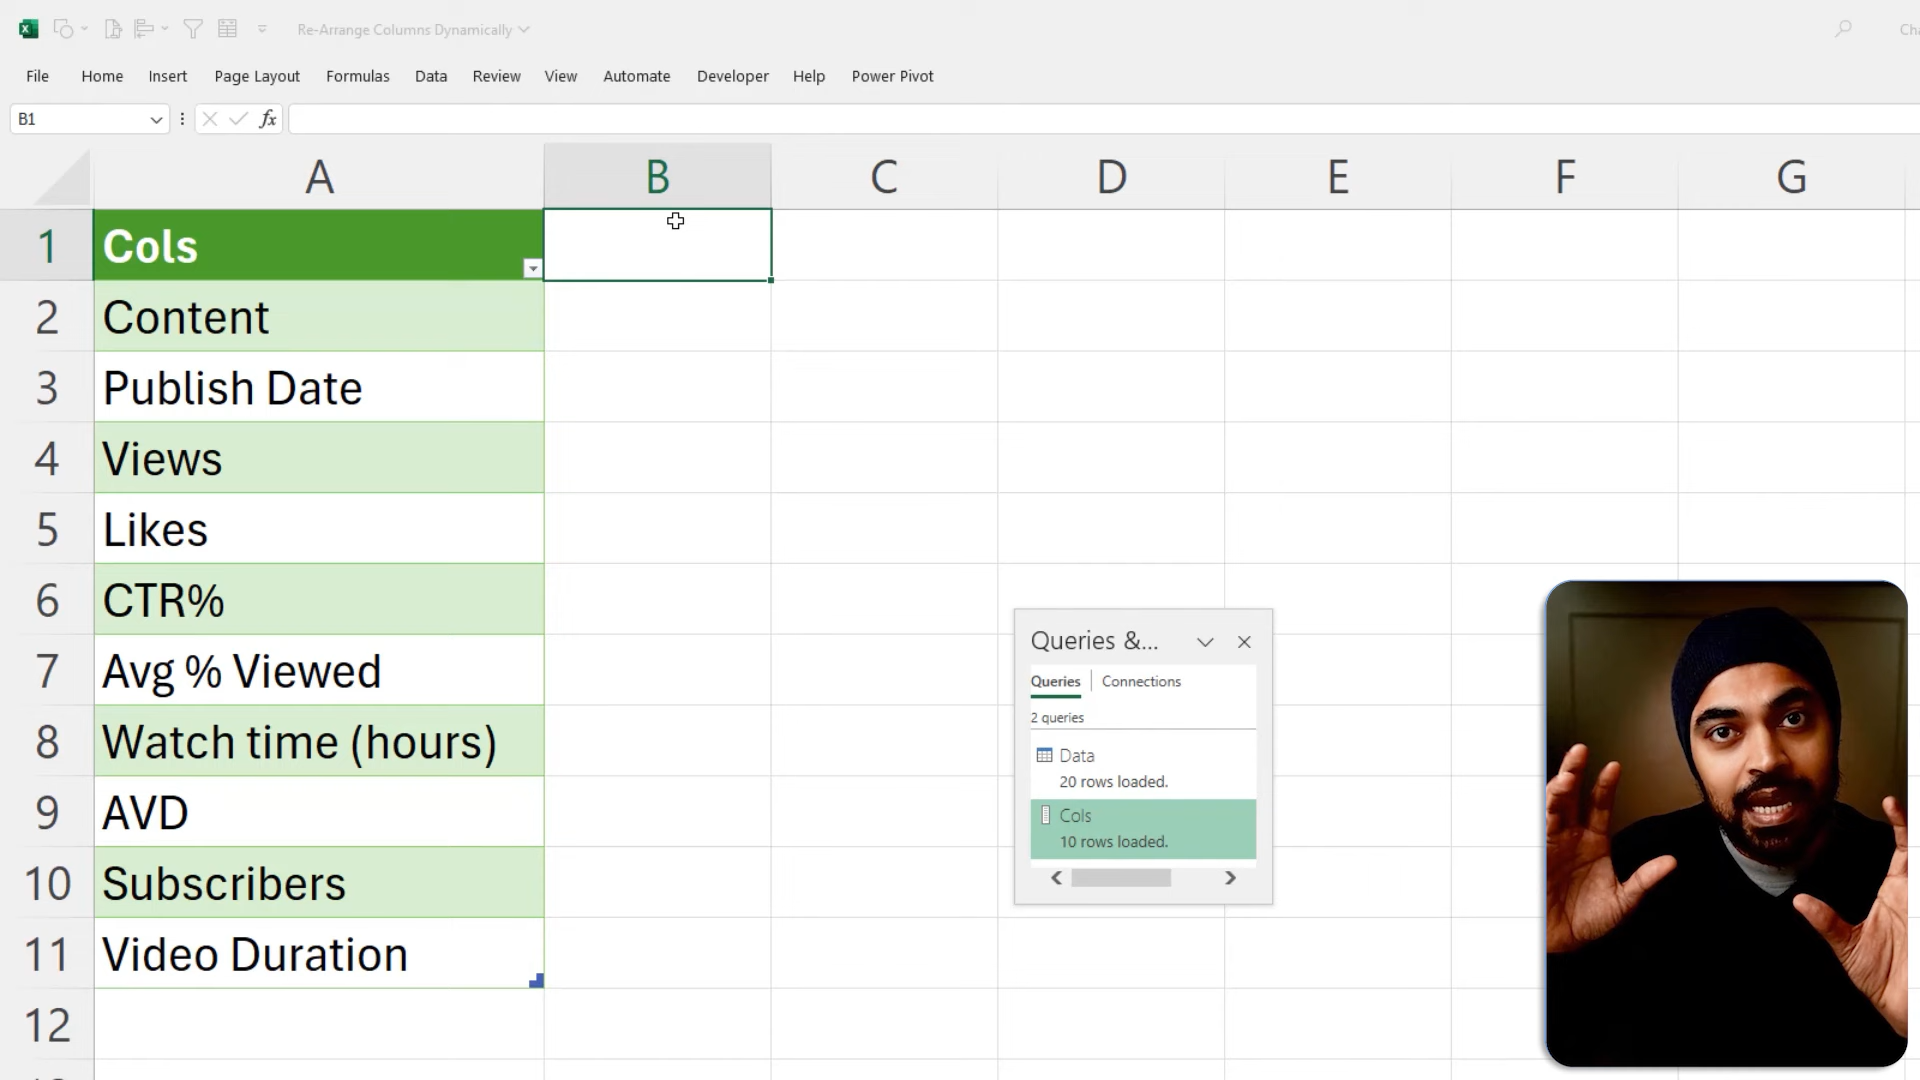 Re-Arrange Columns Dynamically
File Home Insert Page Layout Formulas Data Review View Automate Developer Help Power Pivot
B1 fx
A B C D E F G
1 Cols
2 Content
3 Publish Date
4 Views
5 Likes
6 CTR%
7 Avg % Viewed
8 Watch time (hours)
9 AVD
10 Subscribers
11 Video Duration
12
Queries &...
Queries Connections
2 queries
Data
20 rows loaded.
Cols
10 rows loaded.